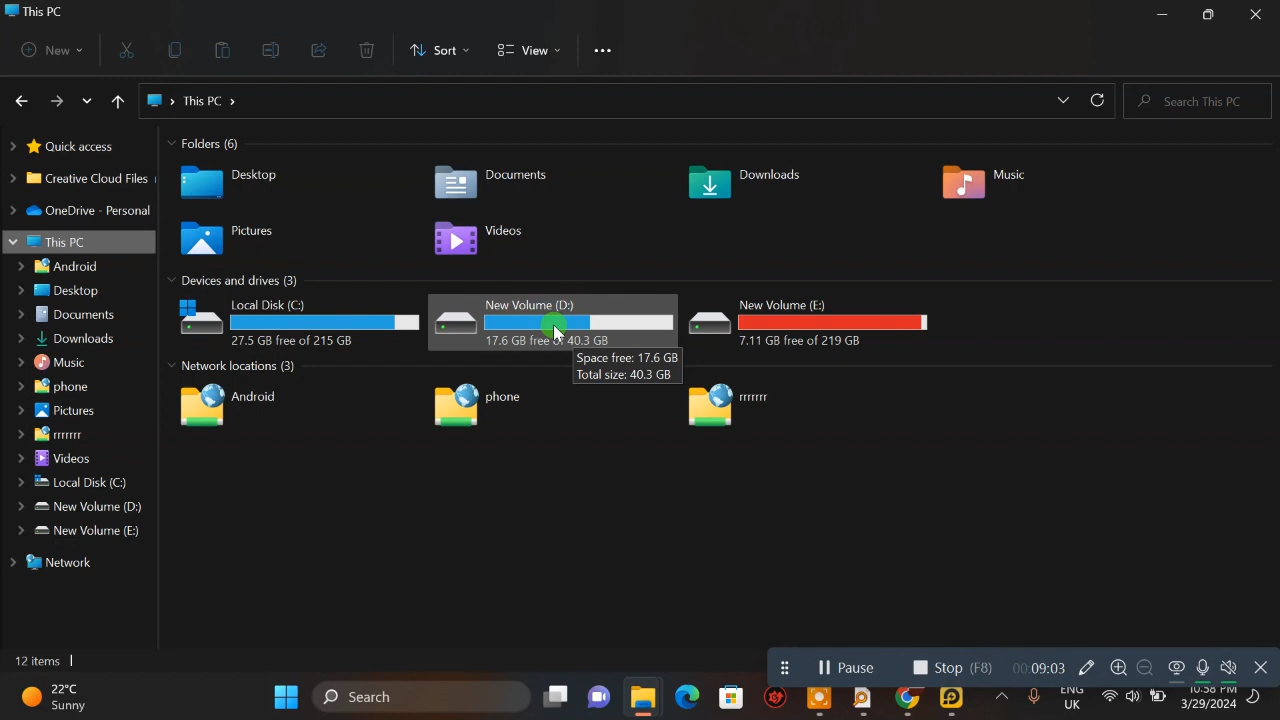 This PC
New
Sort
View
This PC
Search This PC
Quick access
Creative Cloud Files
OneDrive - Personal
This PC
Android
Desktop
Documents
Downloads
Music
phone
Pictures
rrrrrrr
Videos
Local Disk (C:)
New Volume (D:)
New Volume (E:)
Network
Folders (6)
Desktop
Documents
Downloads
Music
Pictures
Videos
Devices and drives (3)
Local Disk (C:)
27.5 GB free of 215 GB
New Volume (D:)
17.6 GB free of 40.3 GB
New Volume (E:)
7.11 GB free of 219 GB
Space free: 17.6 GB
Total size: 40.3 GB
Network locations (3)
Android
phone
rrrrrrr
12 items
Pause
Stop (F8)
00:09:03
22°C
Sunny
Search
ENG
UK
10:38 PM
3/29/2024